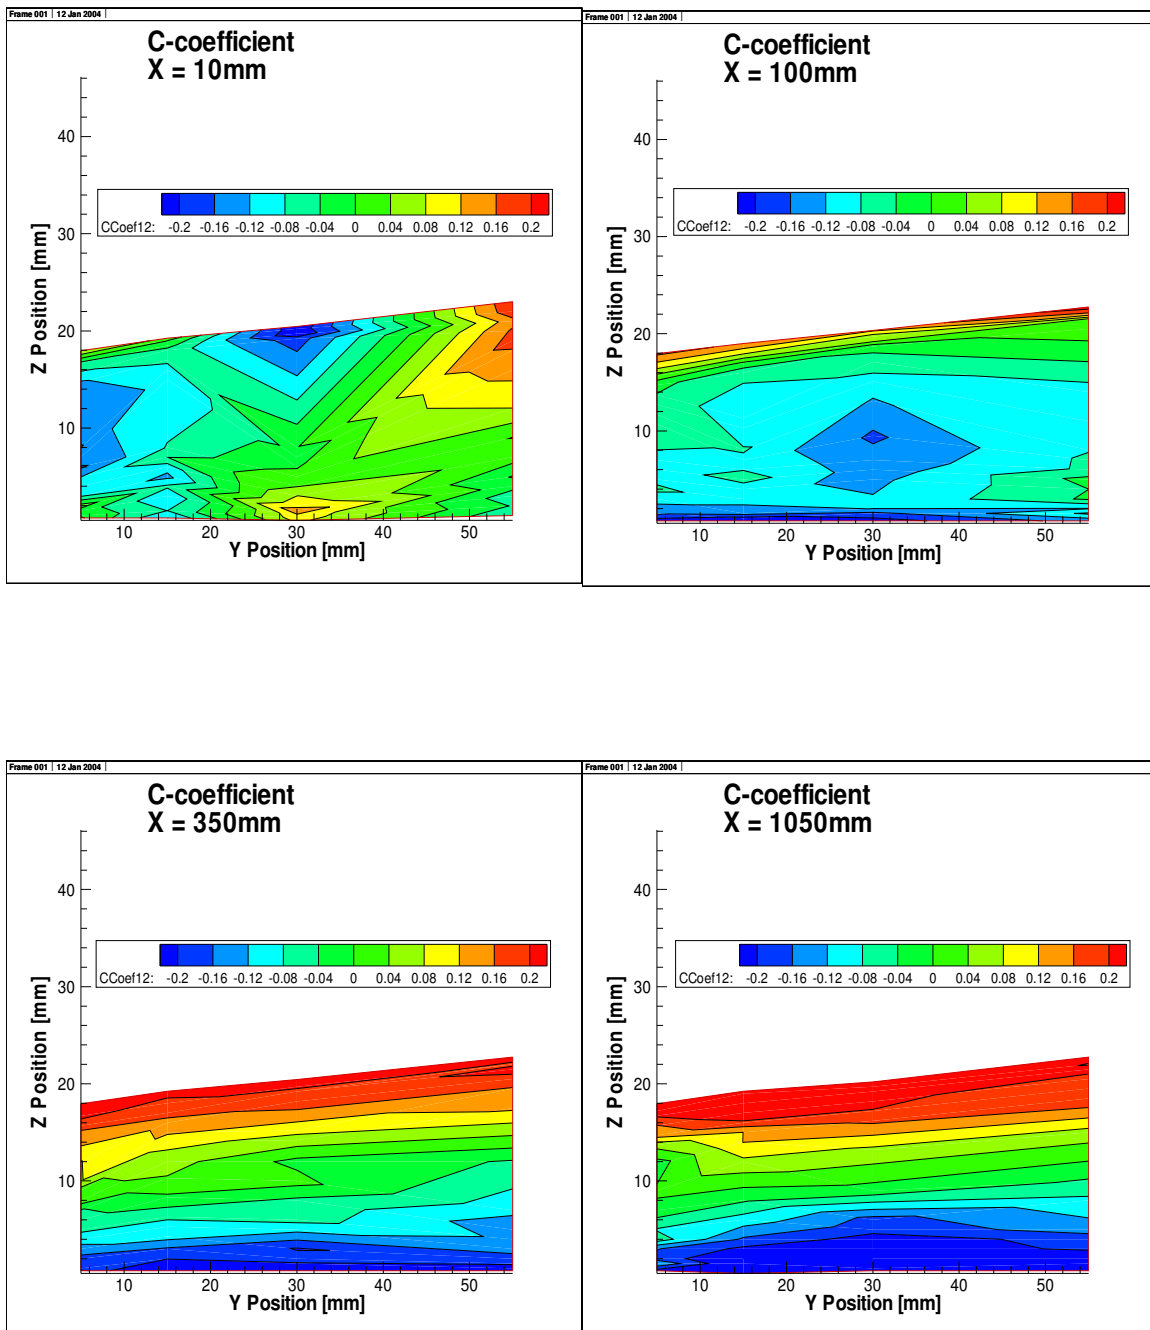 Frame 001 | 12 Jan 2004 |
C-coefficient
X = 10mm
CCoef12: -0.2 -0.16 -0.12 -0.08 -0.04 0 0.04 0.08 0.12 0.16 0.2
Z Position [mm]
40
30
20
10
10 20 30 40 50
Y Position [mm]
Frame 001 | 12 Jan 2004 |
C-coefficient
X = 100mm
CCoef12: -0.2 -0.16 -0.12 -0.08 -0.04 0 0.04 0.08 0.12 0.16 0.2
Z Position [mm]
40
30
20
10
10 20 30 40 50
Y Position [mm]
Frame 001 | 12 Jan 2004 |
C-coefficient
X = 350mm
CCoef12: -0.2 -0.16 -0.12 -0.08 -0.04 0 0.04 0.08 0.12 0.16 0.2
Z Position [mm]
40
30
20
10
10 20 30 40 50
Y Position [mm]
Frame 001 | 12 Jan 2004 |
C-coefficient
X = 1050mm
CCoef12: -0.2 -0.16 -0.12 -0.08 -0.04 0 0.04 0.08 0.12 0.16 0.2
Z Position [mm]
40
30
20
10
10 20 30 40 50
Y Position [mm]